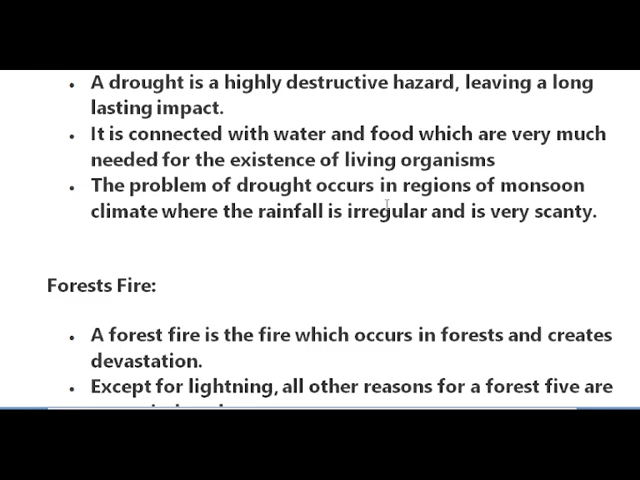 • A drought is a highly destructive hazard, leaving a long
lasting impact.
• It is connected with water and food which are very much
needed for the existence of living organisms
• The problem of drought occurs in regions of monsoon
climate where the rainfall is irregular and is very scanty.
Forests Fire:
• A forest fire is the fire which occurs in forests and creates
devastation.
• Except for lightning, all other reasons for a forest five are